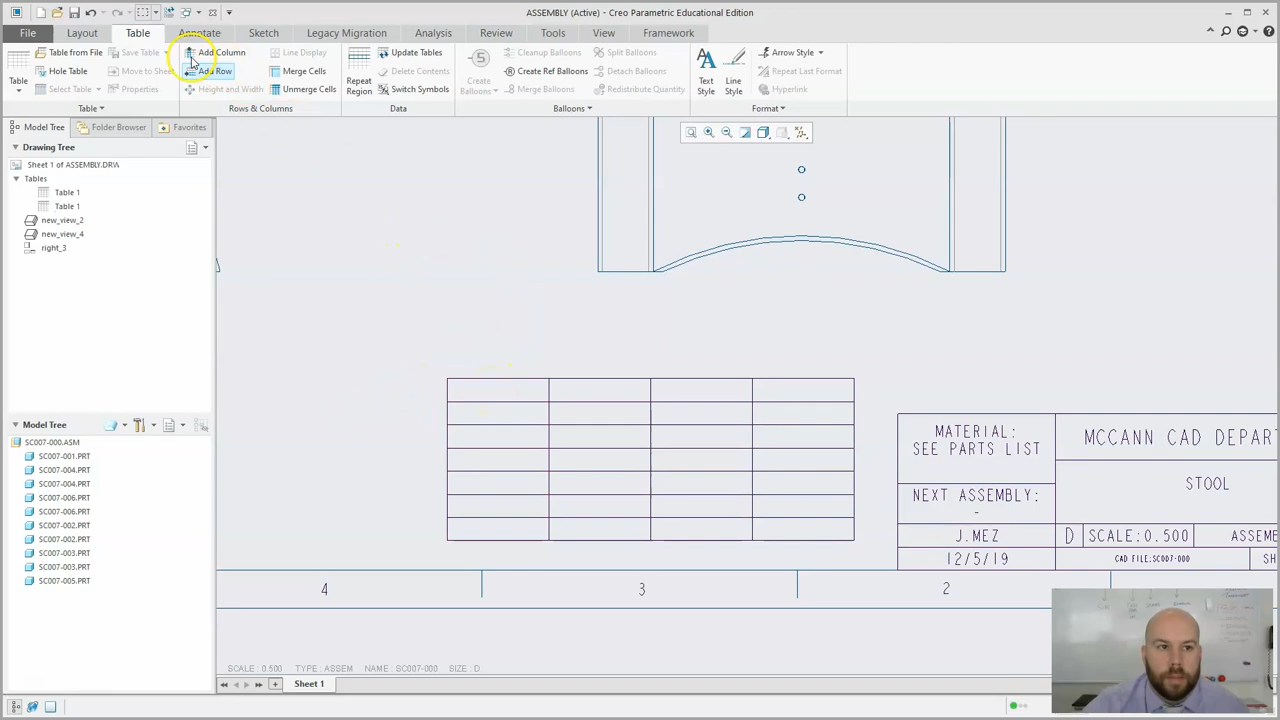 ASSEMBLY (Active) - Creo Parametric Educational Edition
File Layout Table Annotate Sketch Legacy Migration Analysis Review Tools View Framework
Table
Table from File
Hole Table
Select Table
Save Table
Move to Sheet
Properties
Add Column
Add Row
Height and Width
Line Display
Merge Cells
Unmerge Cells
Repeat Region
Update Tables
Delete Contents
Switch Symbols
Create Balloons
Cleanup Balloons
Create Ref Balloons
Merge Balloons
Split Balloons
Detach Balloons
Redistribute Quantity
Text Style
Line Style
Arrow Style
Repeat Last Format
Hyperlink
Table Rows & Columns Data Balloons Format
Model Tree Folder Browser Favorites
Drawing Tree
Sheet 1 of ASSEMBLY.DRW
Tables
Table 1
Table 1
new_view_2
new_view_4
right_3
Model Tree
SC007-000.ASM
SC007-001.PRT
SC007-004.PRT
SC007-004.PRT
SC007-006.PRT
SC007-006.PRT
SC007-002.PRT
SC007-002.PRT
SC007-003.PRT
SC007-003.PRT
SC007-005.PRT
MATERIAL:
SEE PARTS LIST
NEXT ASSEMBLY:
-
J.MEZ
12/5/19
MCCANN CAD DEPAR
STOOL
D SCALE:0.500 ASSEME
CAD FILE:SC007-000 SH
4 3 2
SCALE : 0.500 TYPE : ASSEM NAME : SC007-000 SIZE : D
Sheet 1